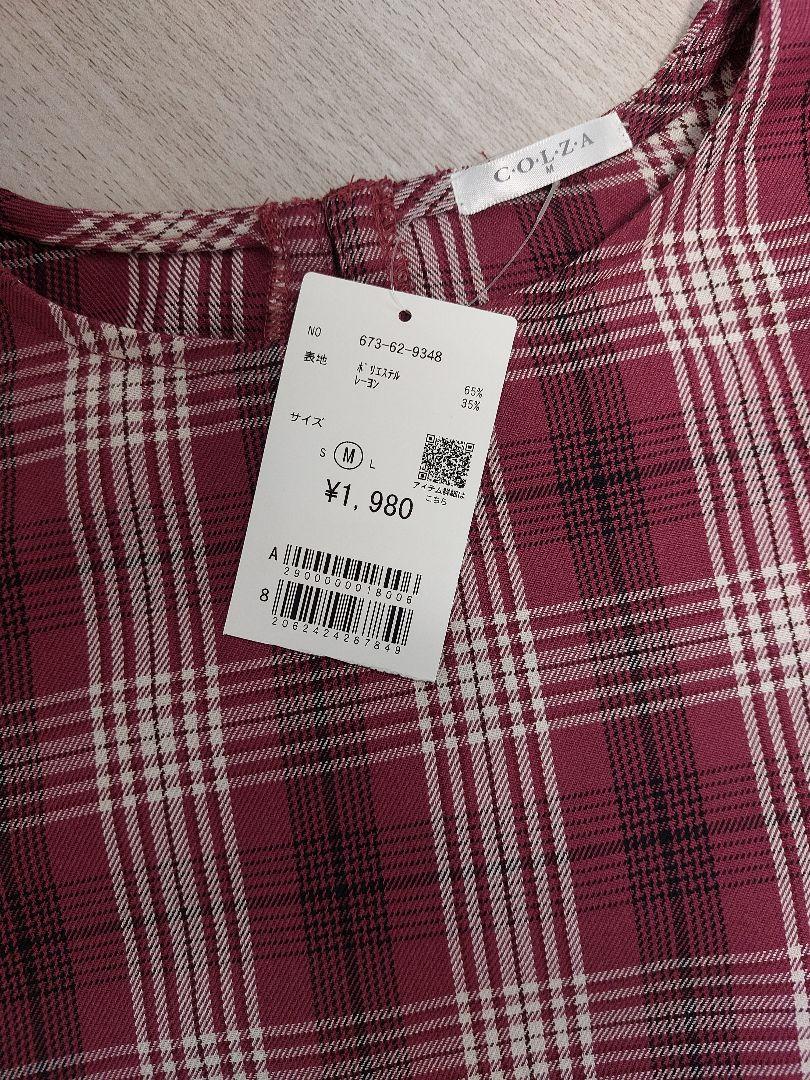 C·O·L·Z·A
M
NO 673-62-9348
表地 ポリエステル 65%
レーヨン 35%
サイズ
S M L
アイテム詳細は
こちら
¥1,980
A
2900000018006
8
2062424287849